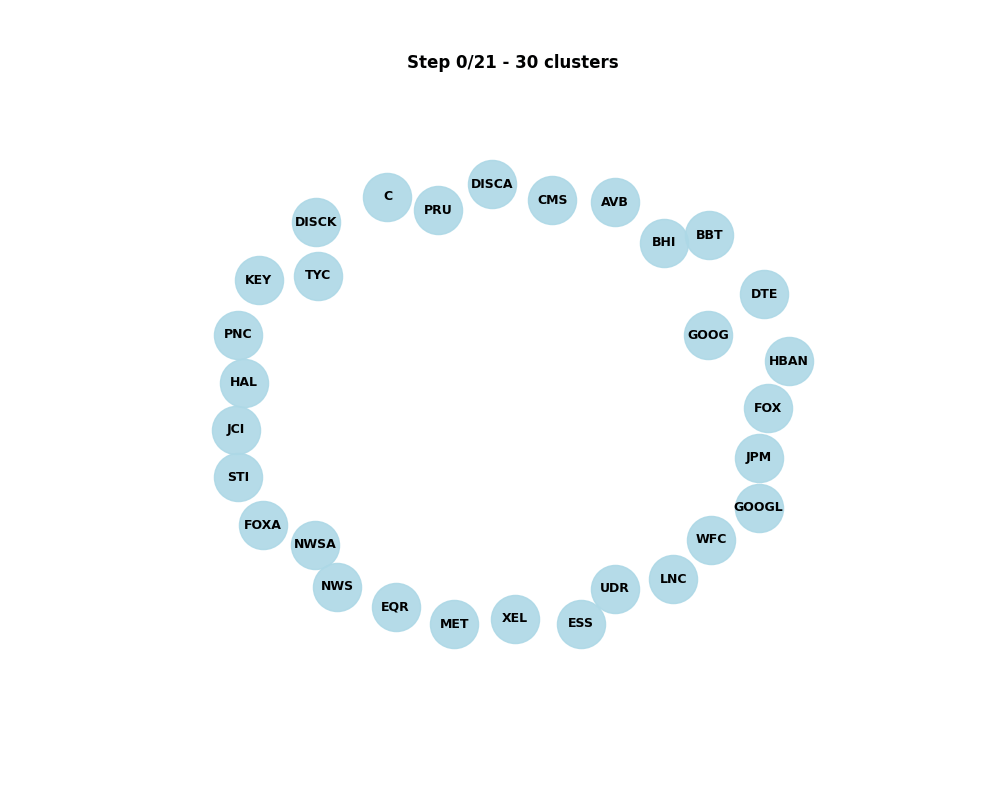 Step 0/21 - 30 clusters
DISCA
C
CMS
AVB
PRU
DISCK
BBT
BHI
TYC
KEY
DTE
PNC
GOOG
HBAN
HAL
FOX
JCI
JPM
STI
GOOGL
FOXA
WFC
NWSA
LNC
NWS
UDR
EQR
XEL
MET
ESS